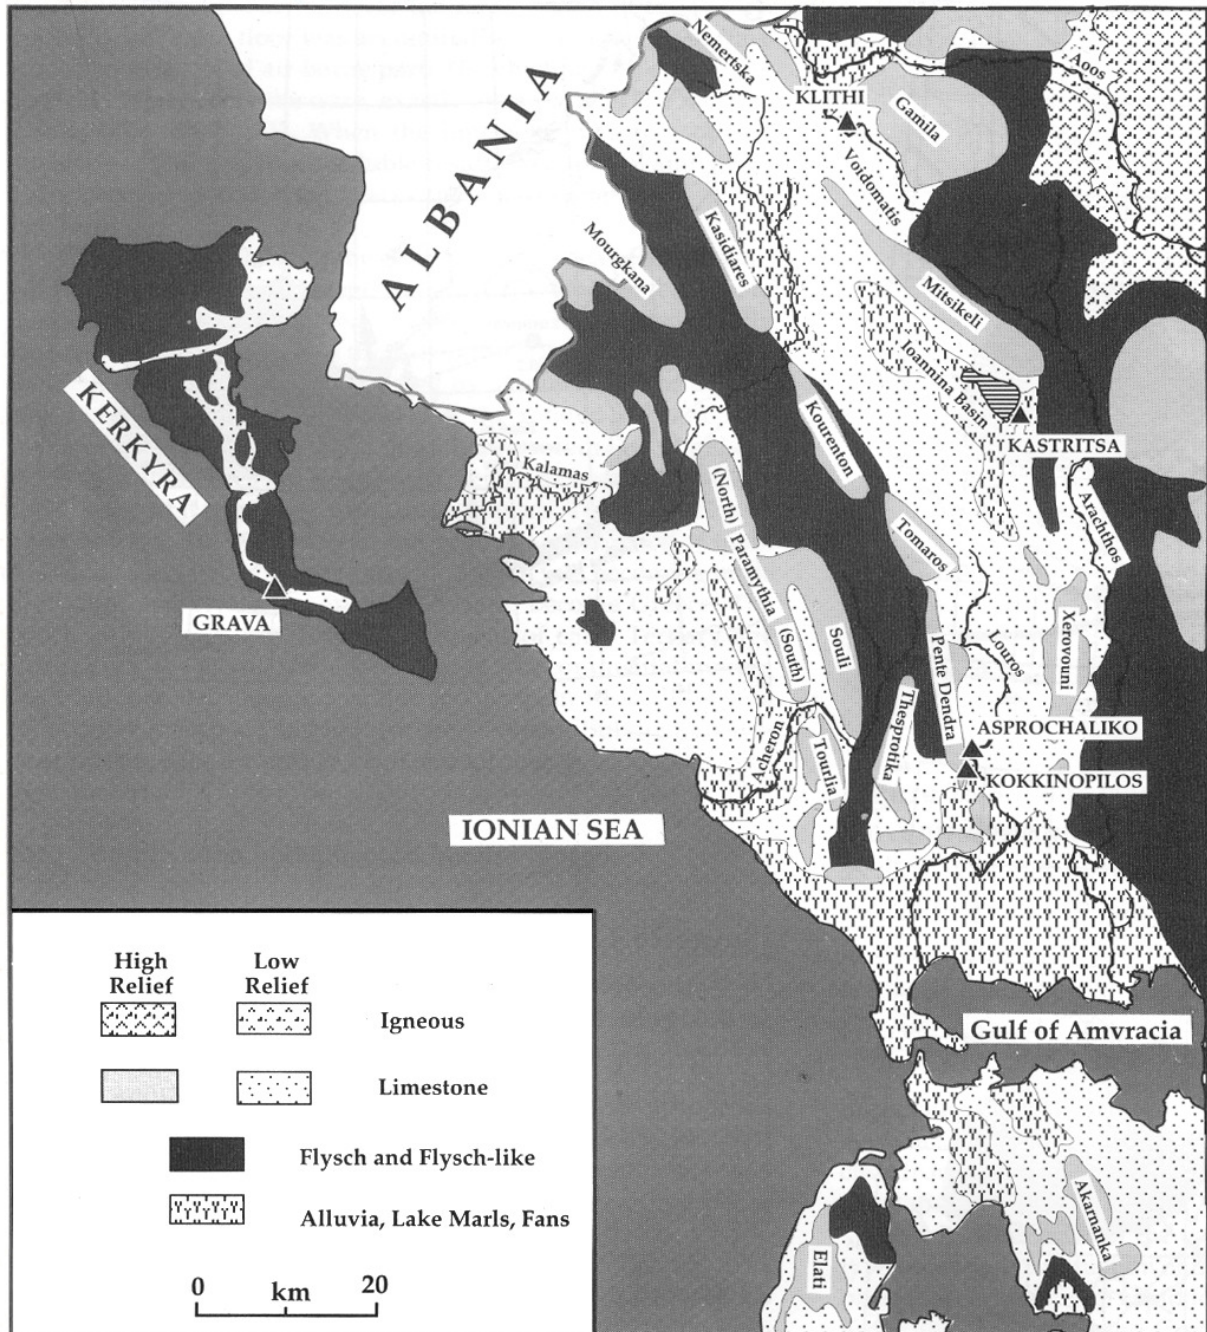 Nemertska
Aoos
KLITHI
Gamila
ALBANIA
Voidomatis
Kasidiares
Mourgkana
Mitsikeli
Ioannina Basin
KERKYRA
Kourenton
KASTRITSA
Kalamas
(North) Paramythia (South)
Arachthos
Tomaros
GRAVA
Souli
Pente Dendra
Louros
Xerovouni
Thesprotika
ASPROCHALIKO
Acheron
Tourlia
KOKKINOPILOS
IONIAN SEA
Gulf of Amvracia
Akarnanka
Elati
High Relief
Low Relief
Igneous
Limestone
Flysch and Flysch-like
Alluvia, Lake Marls, Fans
0 km 20